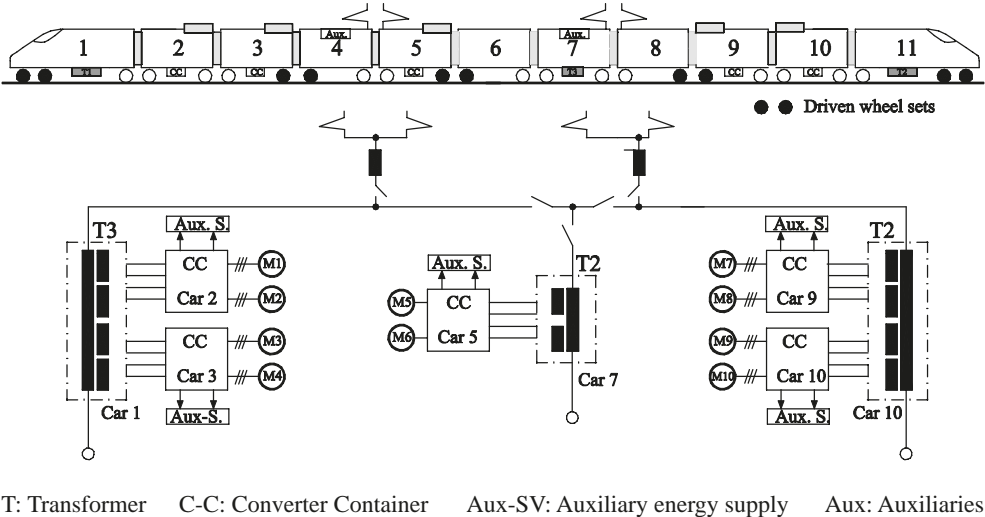 Aux. Aux.
1 2 3 4 5 6 7 8 9 10 11
T1 CC CC CC T3 CC CC T2
Driven wheel sets
T3 Aux. S. Aux. S. T2
CC M1 Aux. S. T2 M7 CC
Car 2 M2 M5 CC M8 Car 9
CC M3 M6 Car 5 M9 CC
Car 3 M4 Car 7 M10 Car 10
Car 1 Aux-S. Aux. S. Car 10
T: Transformer C-C: Converter Container Aux-SV: Auxiliary energy supply Aux: Auxiliaries